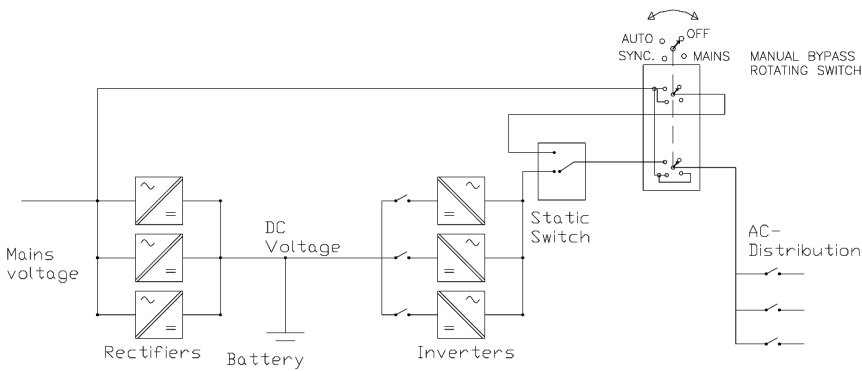 AUTO OFF
SYNC. MAINS
MANUAL BYPASS
ROTATING SWITCH
Static
Switch
DC
Voltage
AC-
Distribution
Mains
voltage
Rectifiers
Battery
Inverters